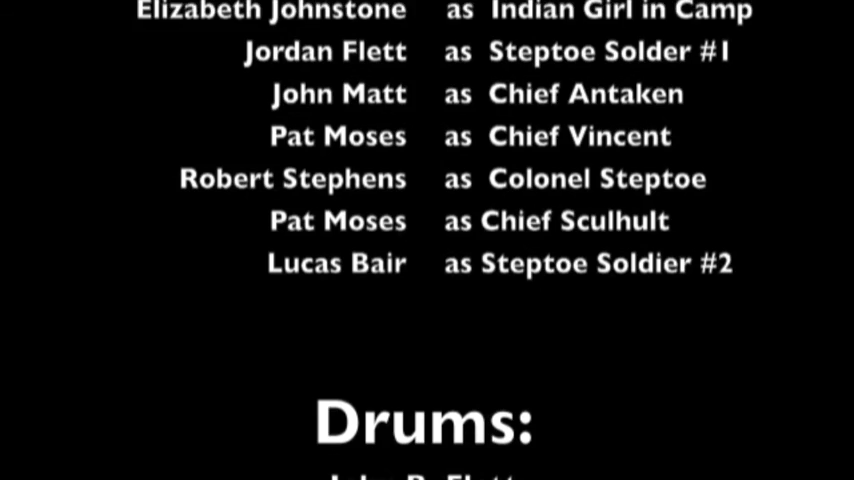 Elizabeth Johnstone as Indian Girl in Camp
Jordan Flett as Steptoe Solder #1
John Matt as Chief Antaken
Pat Moses as Chief Vincent
Robert Stephens as Colonel Steptoe
Pat Moses as Chief Sculhult
Lucas Bair as Steptoe Soldier #2
Drums: